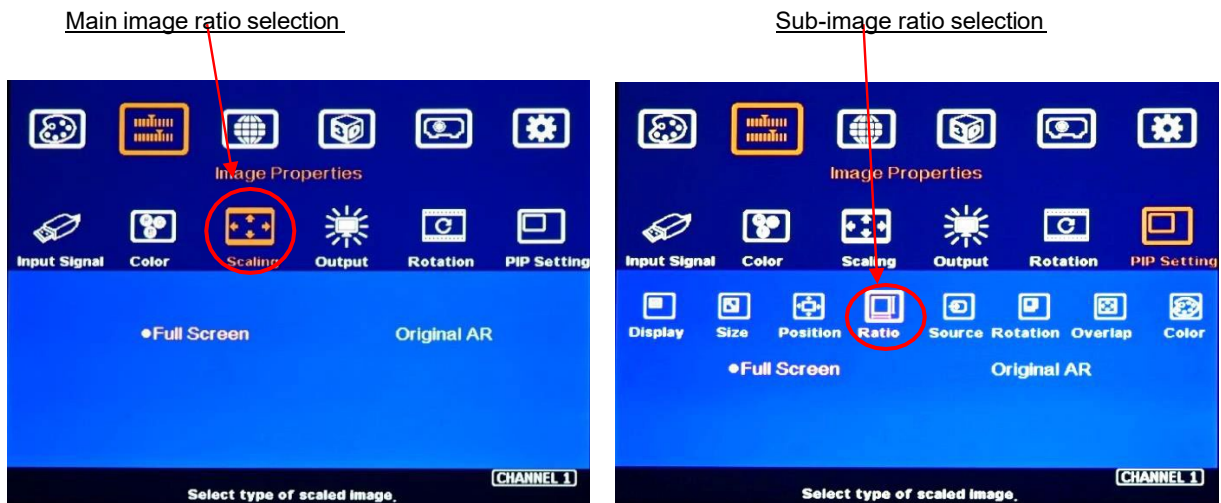 Main image ratio selection
Sub-image ratio selection
3D
Image Properties
Input Signal Color Scaling Output Rotation PIP Setting
●Full Screen Original AR
CHANNEL 1
Select type of scaled image.
3D
Image Properties
Input Signal Color Scaling Output Rotation PIP Setting
Display Size Position Ratio Source Rotation Overlap Color
●Full Screen Original AR
CHANNEL 1
Select type of scaled image.